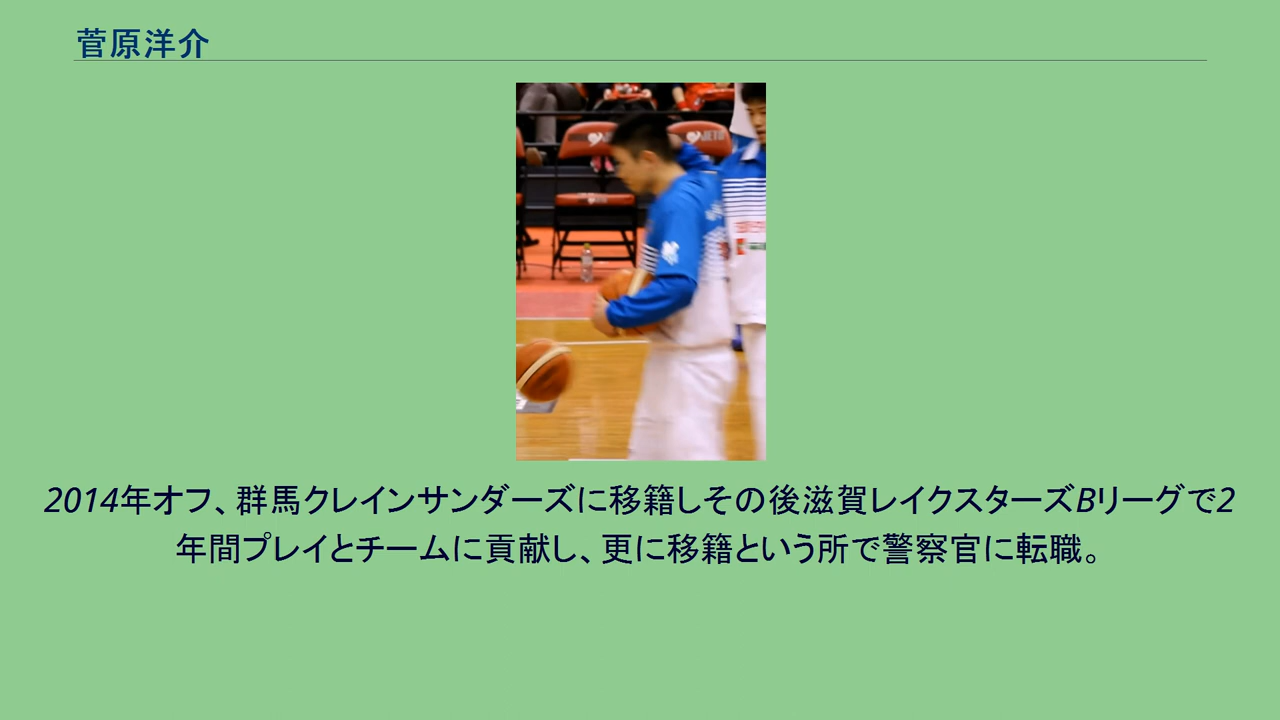 菅原洋介
JETS
2014年オフ、群馬クレインサンダーズに移籍しその後滋賀レイクスターズBリーグで2
年間プレイとチームに貢献し、更に移籍という所で警察官に転職。